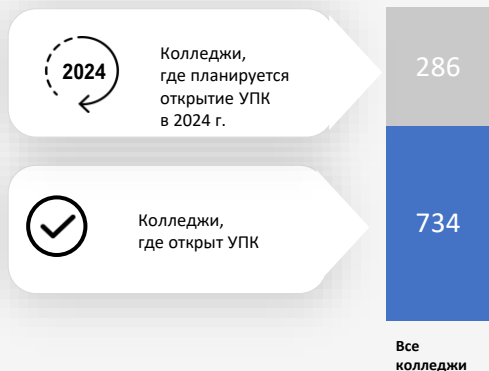 2024
Колледжи,
где планируется
открытие УПК
в 2024 г.
286
Колледжи,
где открыт УПК
734
Все
колледжи